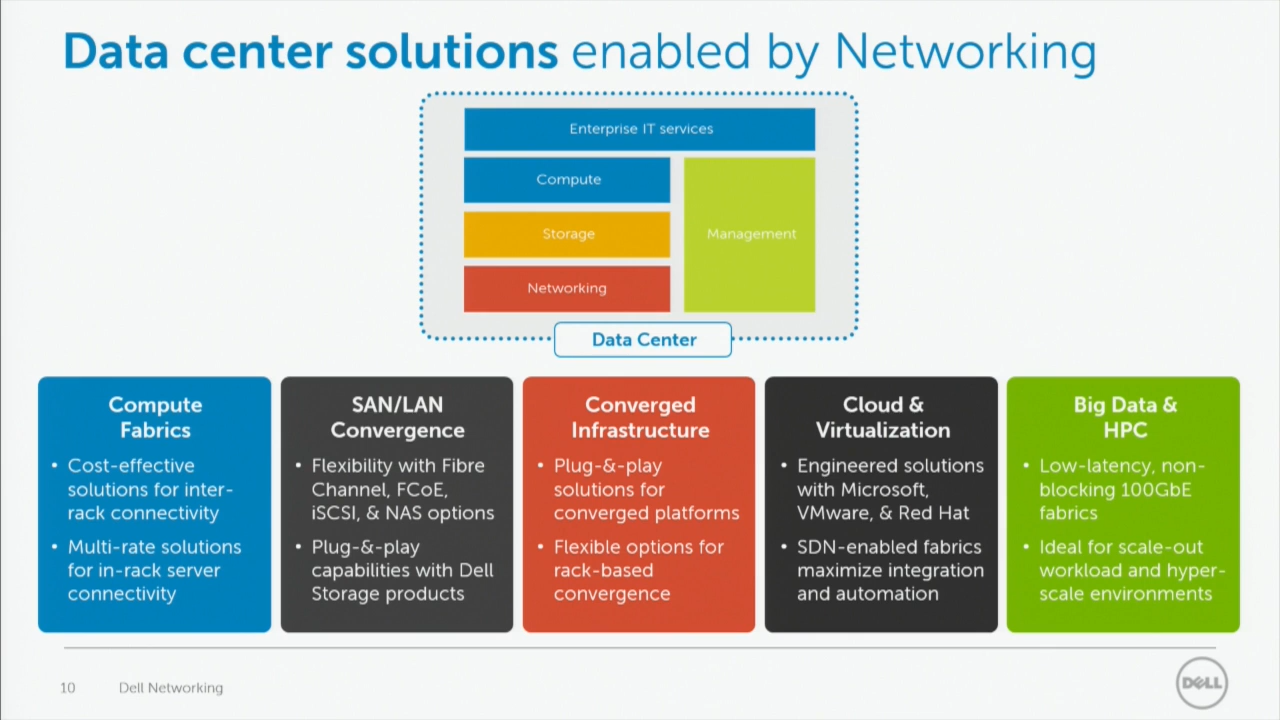 Data center solutions enabled by Networking
Enterprise IT services
Compute
Storage
Networking
Management
Data Center
Compute
Fabrics
• Cost-effective
solutions for inter-
rack connectivity
• Multi-rate solutions
for in-rack server
connectivity
SAN/LAN
Convergence
• Flexibility with Fibre
Channel, FCoE,
iSCSI, & NAS options
• Plug-&-play
capabilities with Dell
Storage products
Converged
Infrastructure
• Plug-&-play
solutions for
converged platforms
• Flexible options for
rack-based
convergence
Cloud &
Virtualization
• Engineered solutions
with Microsoft,
VMware, & Red Hat
• SDN-enabled fabrics
maximize integration
and automation
Big Data &
HPC
• Low-latency, non-
blocking 100GbE
fabrics
• Ideal for scale-out
workload and hyper-
scale environments
10 Dell Networking
DELL